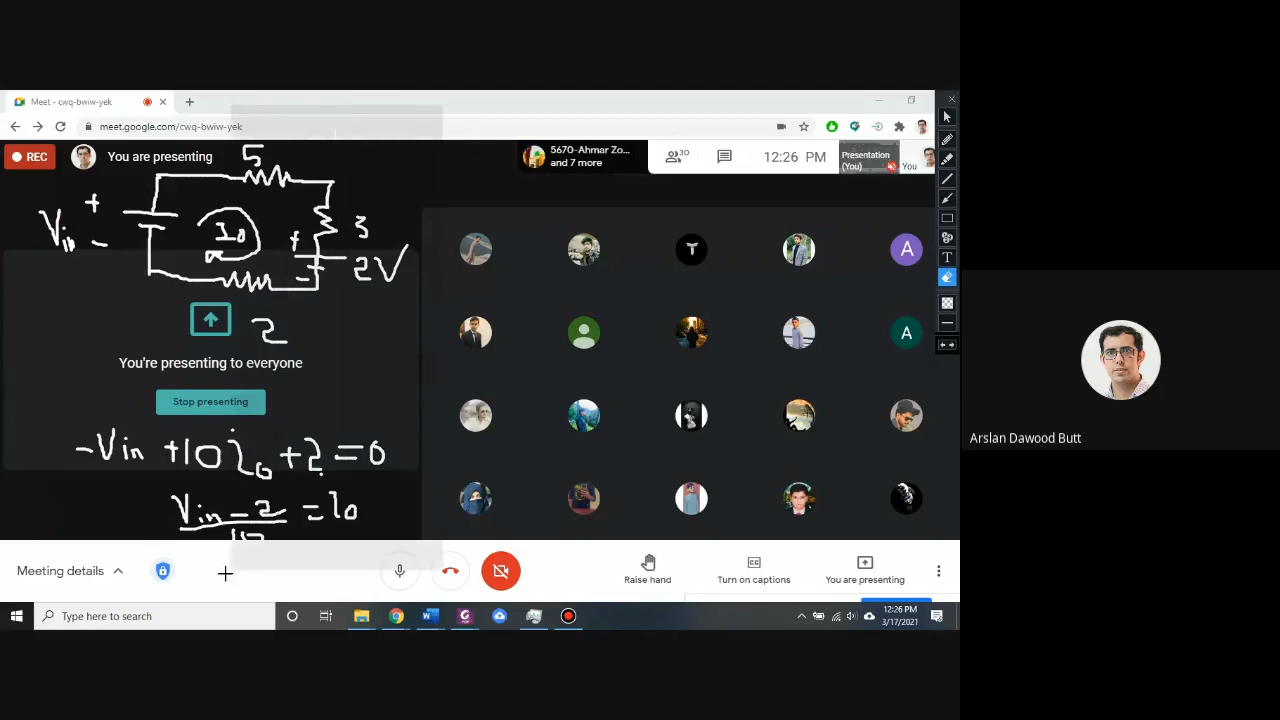 Meet - cwq-bwiw-yek
meet.google.com/cwq-bwiw-yek
REC
You are presenting
5670-Ahmar Zo...
and 7 more
30
12:26 PM
Presentation
(You)
You
5
+
Vin
-
Io
+
3
2V
-
2
You're presenting to everyone
Stop presenting
-Vin +10io +2 =0
Vin - 2 = Io
10
T
A
A
T
Arslan Dawood Butt
Meeting details
Raise hand
Turn on captions
You are presenting
Type here to search
12:26 PM
3/17/2021